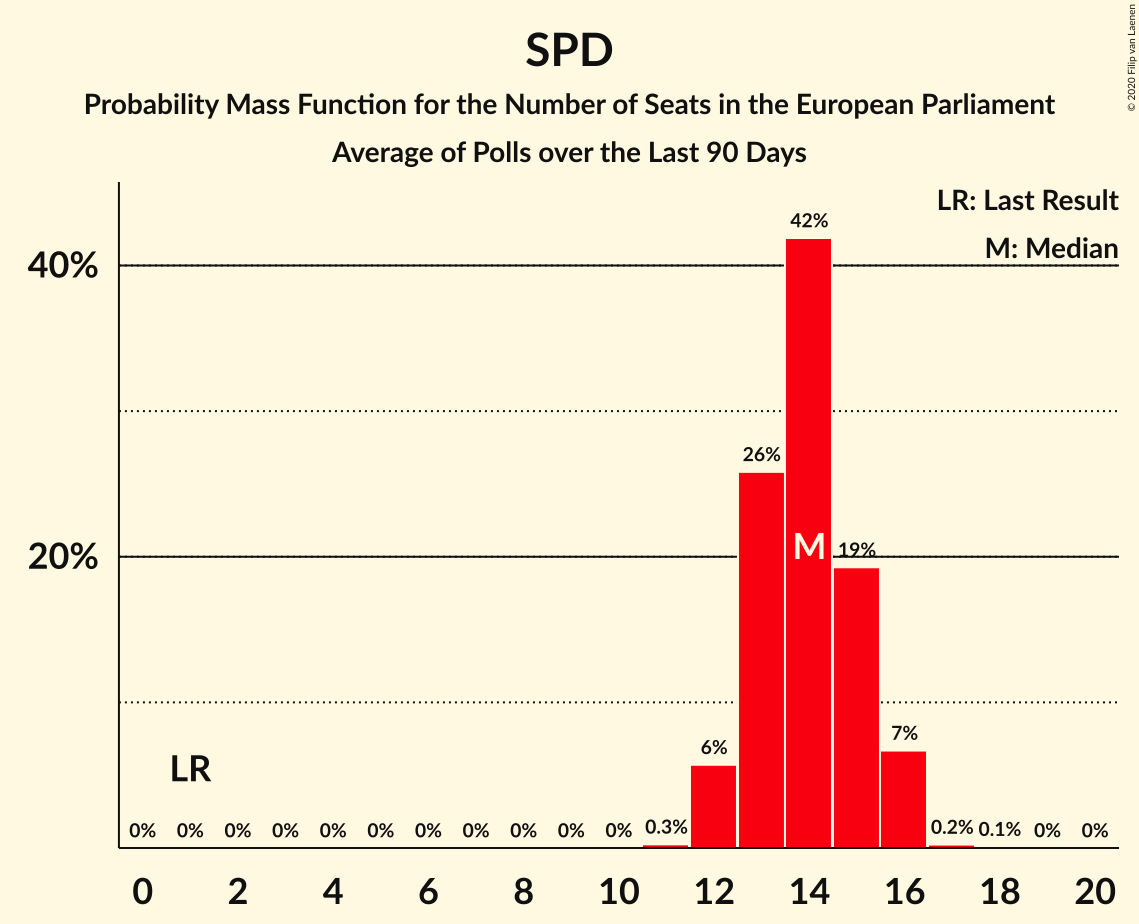 SPD
Probability Mass Function for the Number of Seats in the European Parliament
Average of Polls over the Last 90 Days
© 2020 Filip van Laenen
LR: Last Result
M: Median
42%
40%
26%
20%
M
19%
LR
6%
7%
0% 0% 0% 0% 0% 0% 0% 0% 0% 0% 0% 0.3% 0.2% 0.1% 0% 0%
0 2 4 6 8 10 12 14 16 18 20